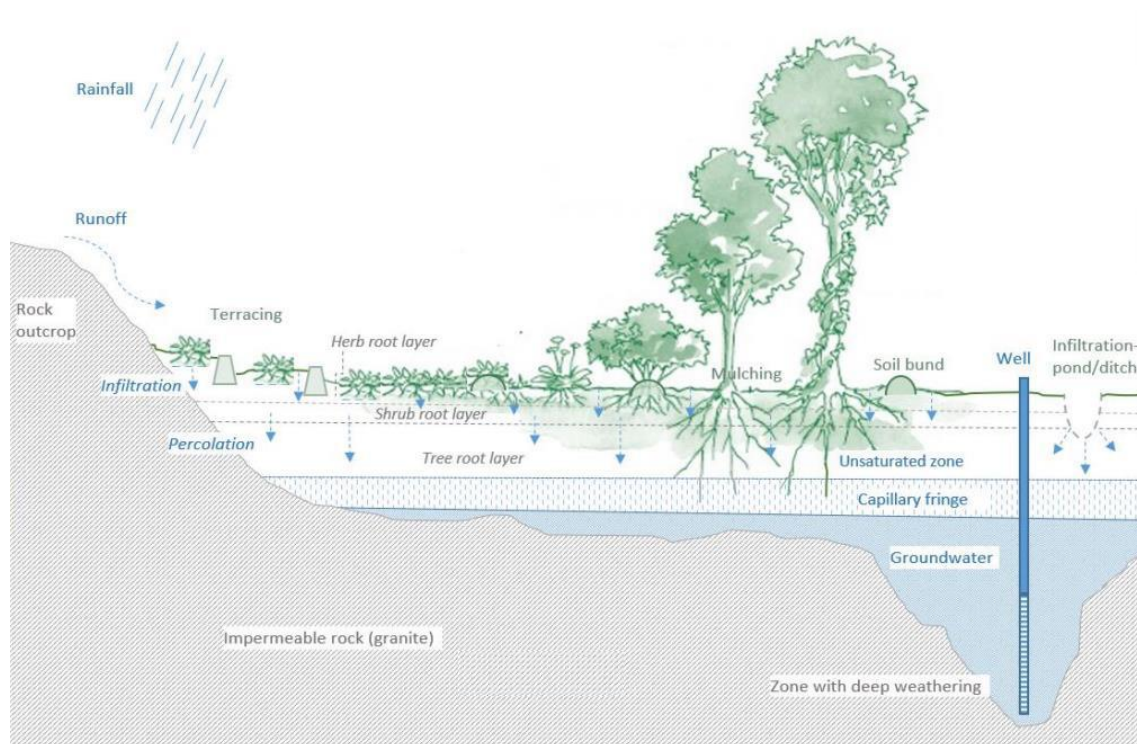 Rainfall
Runoff
Rock
outcrop
Terracing
Herb root layer
Mulching
Soil bund
Well
Infiltration-
pond/ditch
Infiltration
Shrub root layer
Percolation
Tree root layer
Unsaturated zone
Capillary fringe
Groundwater
Impermeable rock (granite)
Zone with deep weathering